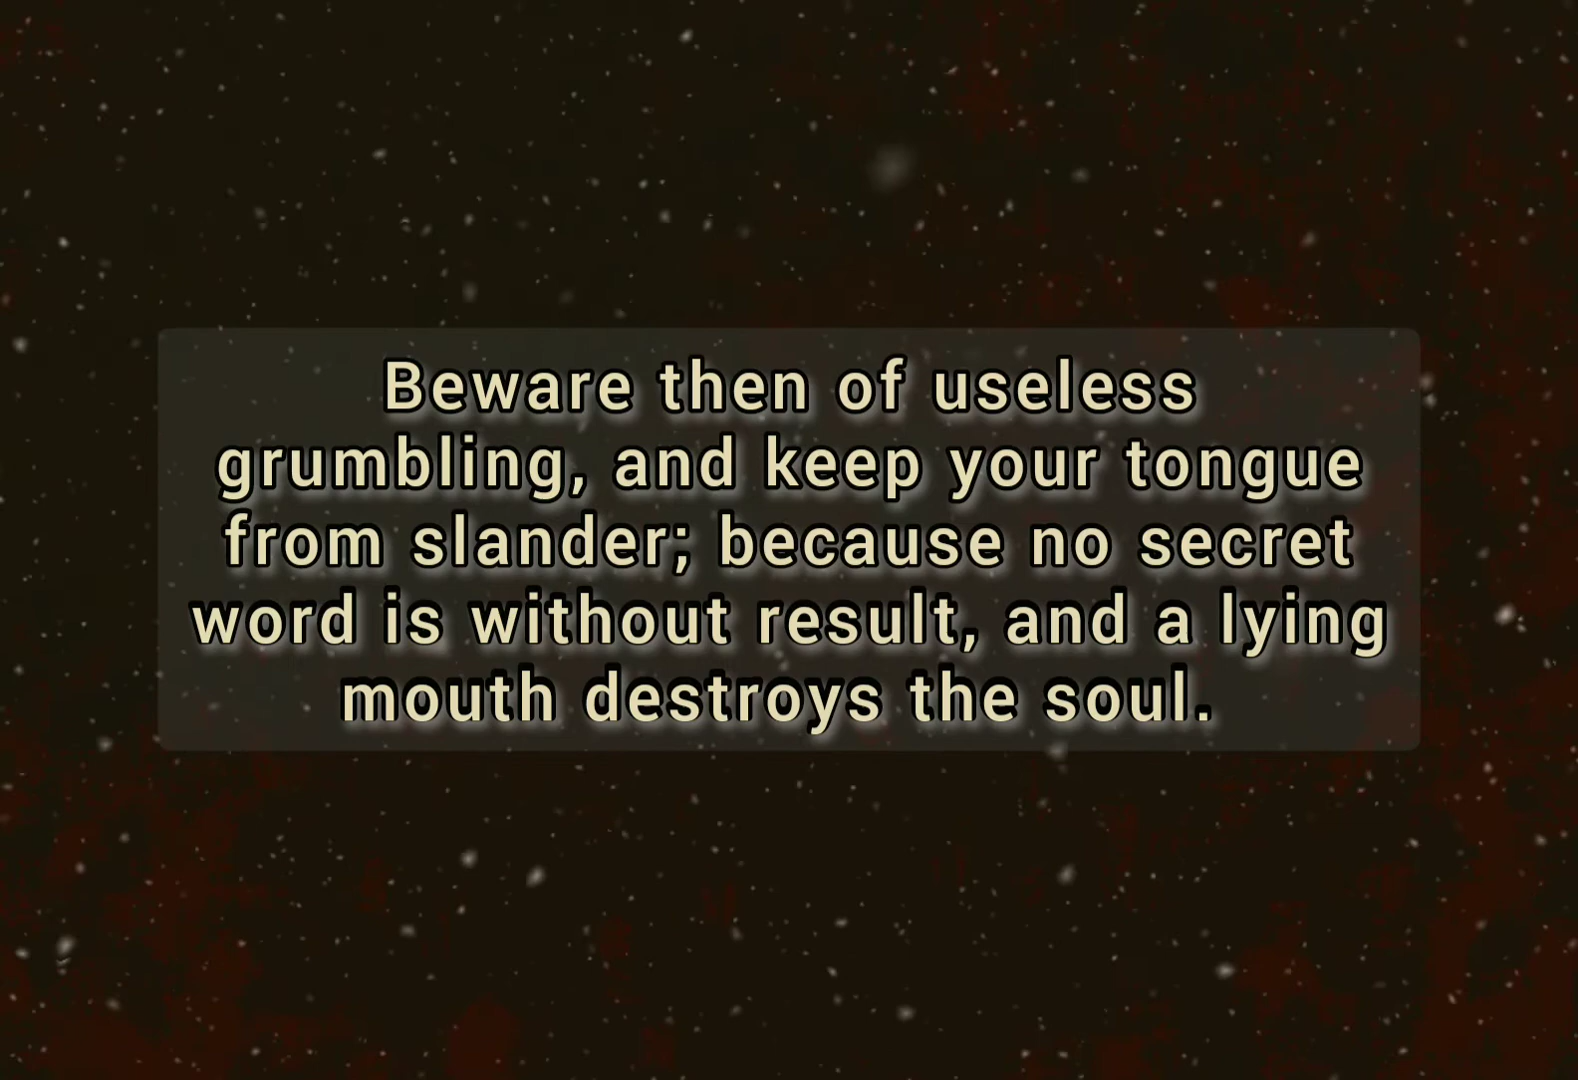 Beware then of useless
grumbling, and keep your tongue
from slander; because no secret
word is without result, and a lying
mouth destroys the soul.